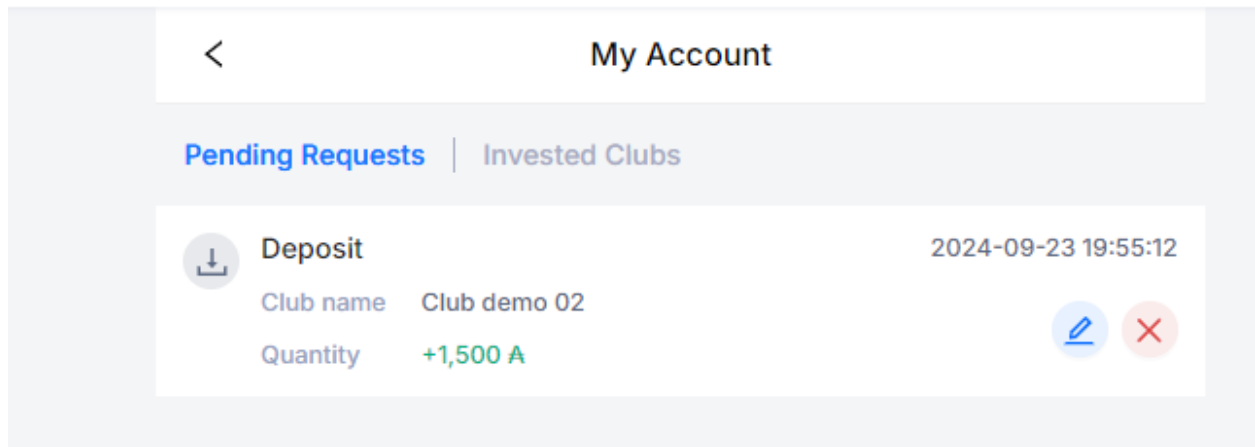 My Account
Pending Requests | Invested Clubs
Deposit 2024-09-23 19:55:12
Club name Club demo 02
Quantity +1,500 ₳